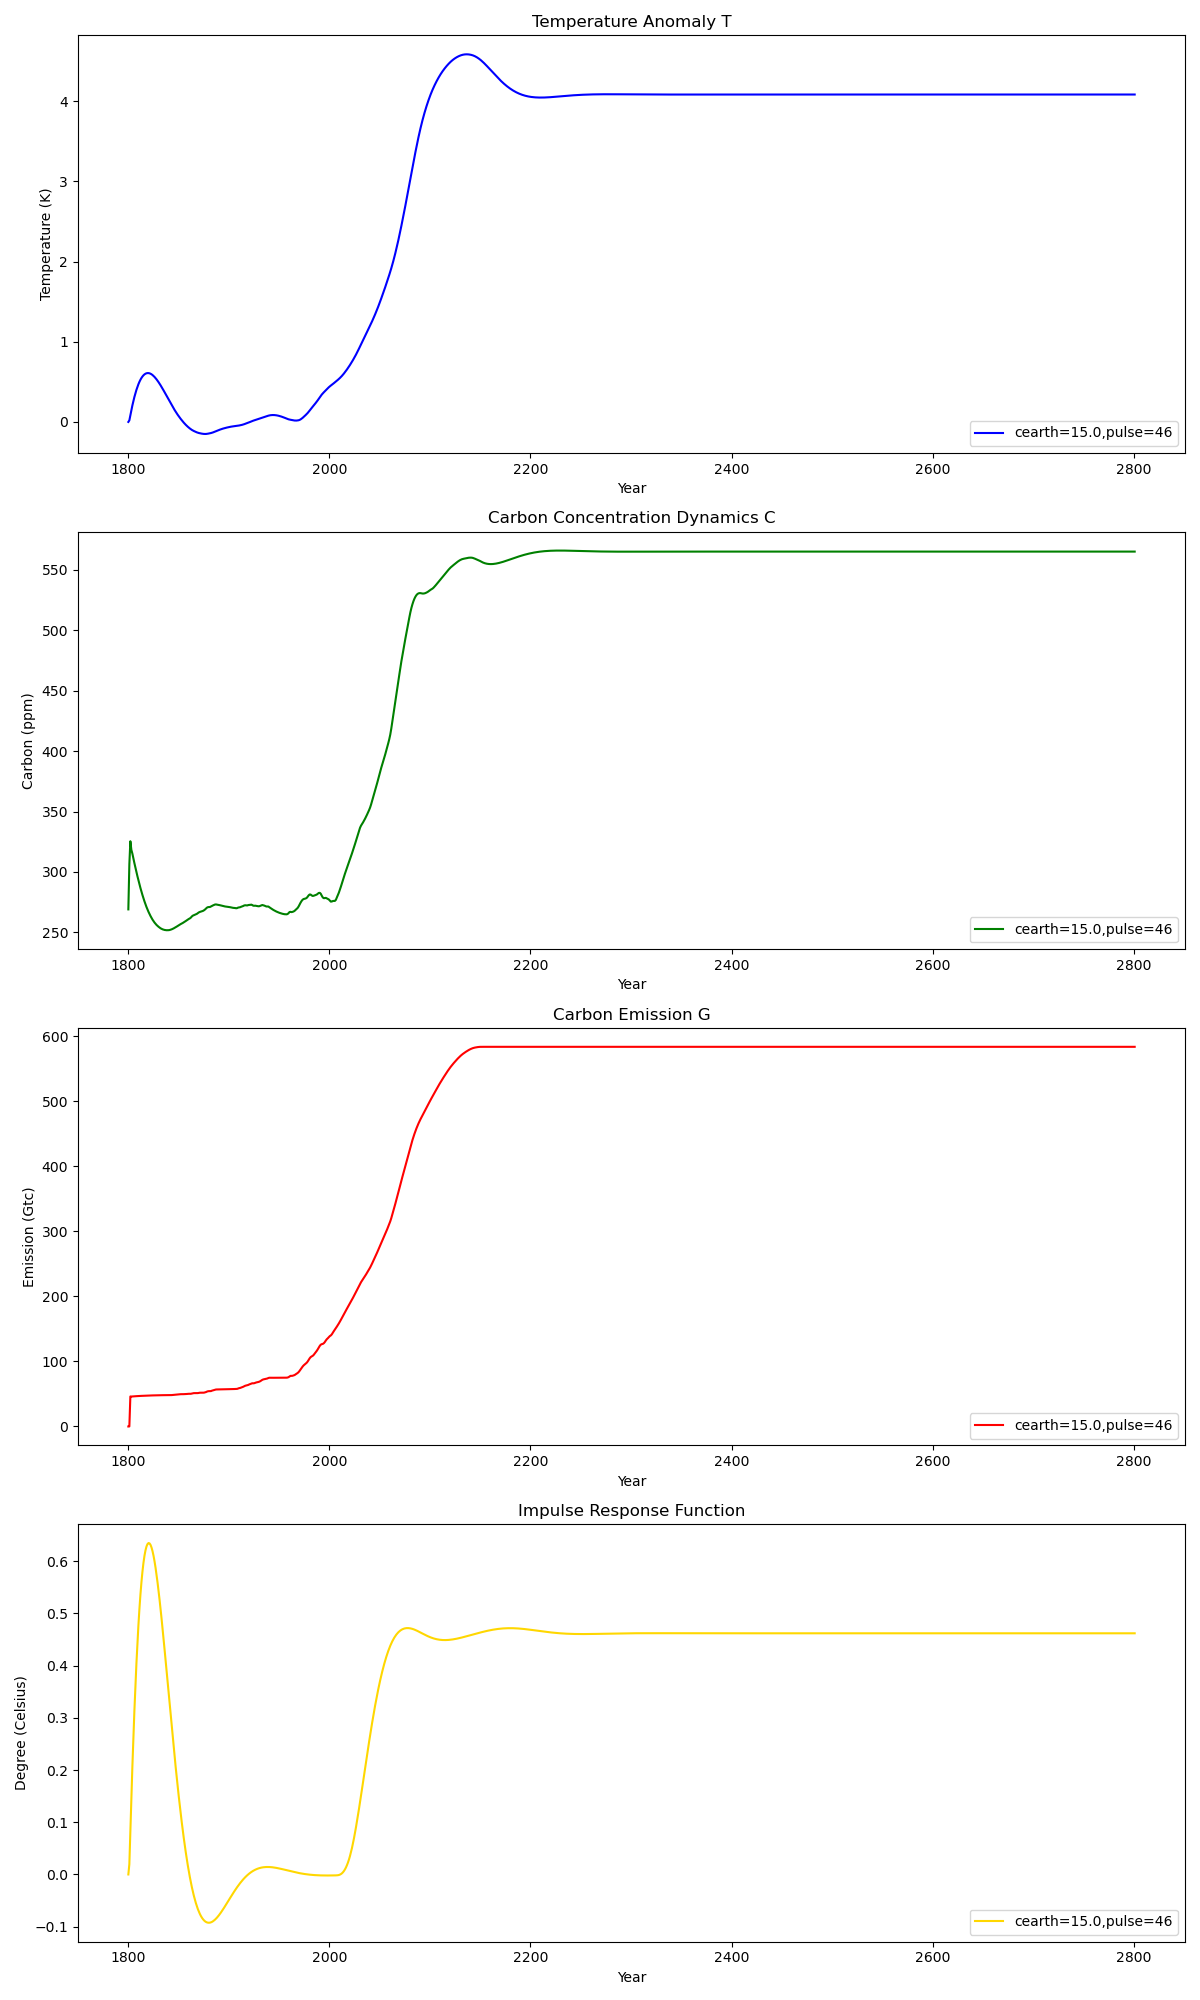 Temperature Anomaly T
4
3
2
1
0
Temperature (K)
cearth=15.0,pulse=46
1800 2000 2200 2400 2600 2800
Year
Carbon Concentration Dynamics C
550
500
450
400
350
300
250
Carbon (ppm)
cearth=15.0,pulse=46
1800 2000 2200 2400 2600 2800
Year
Carbon Emission G
600
500
400
300
200
100
0
Emission (Gtc)
cearth=15.0,pulse=46
1800 2000 2200 2400 2600 2800
Year
Impulse Response Function
0.6
0.5
0.4
0.3
0.2
0.1
0.0
−0.1
Degree (Celsius)
cearth=15.0,pulse=46
1800 2000 2200 2400 2600 2800
Year